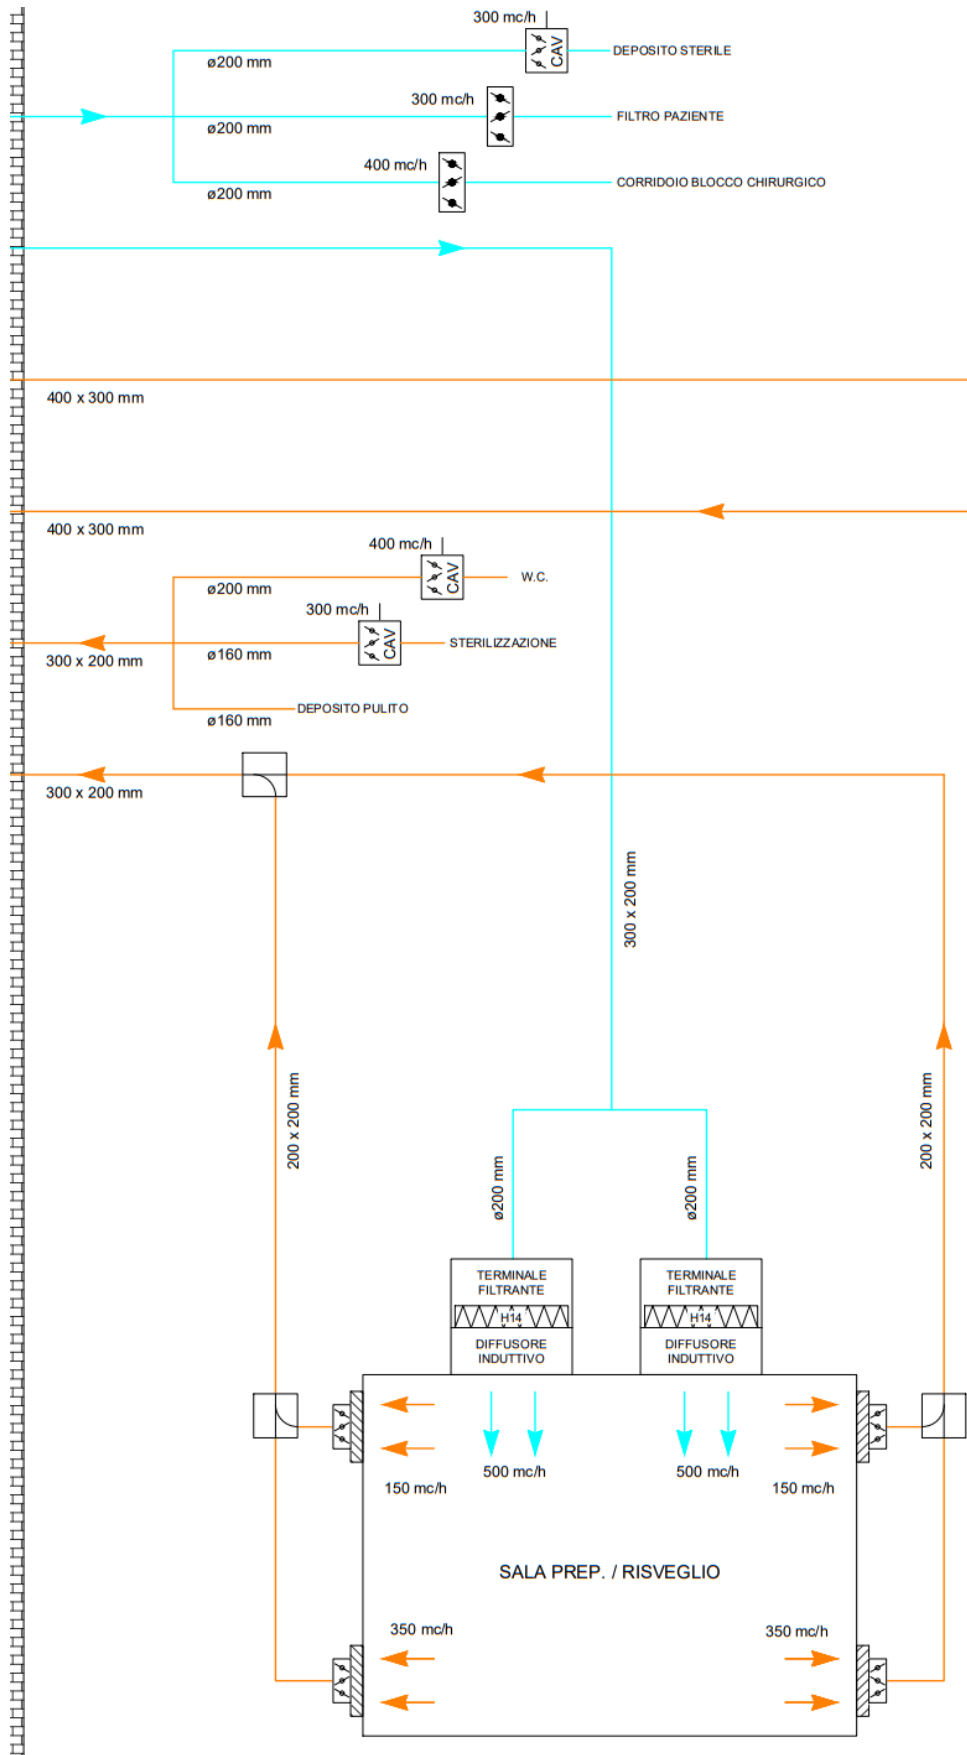 300 mc/h
CAV
DEPOSITO STERILE
ø200 mm
300 mc/h
FILTRO PAZIENTE
ø200 mm
400 mc/h
CORRIDOIO BLOCCO CHIRURGICO
ø200 mm
400 x 300 mm
400 x 300 mm
400 mc/h
CAV
W.C.
ø200 mm
300 mc/h
CAV
STERILIZZAZIONE
300 x 200 mm
ø160 mm
DEPOSITO PULITO
ø160 mm
300 x 200 mm
300 x 200 mm
200 x 200 mm
200 x 200 mm
ø200 mm
ø200 mm
TERMINALE
FILTRANTE
H14
DIFFUSORE
INDUTTIVO
TERMINALE
FILTRANTE
H14
DIFFUSORE
INDUTTIVO
500 mc/h
500 mc/h
150 mc/h
150 mc/h
SALA PREP. / RISVEGLIO
350 mc/h
350 mc/h